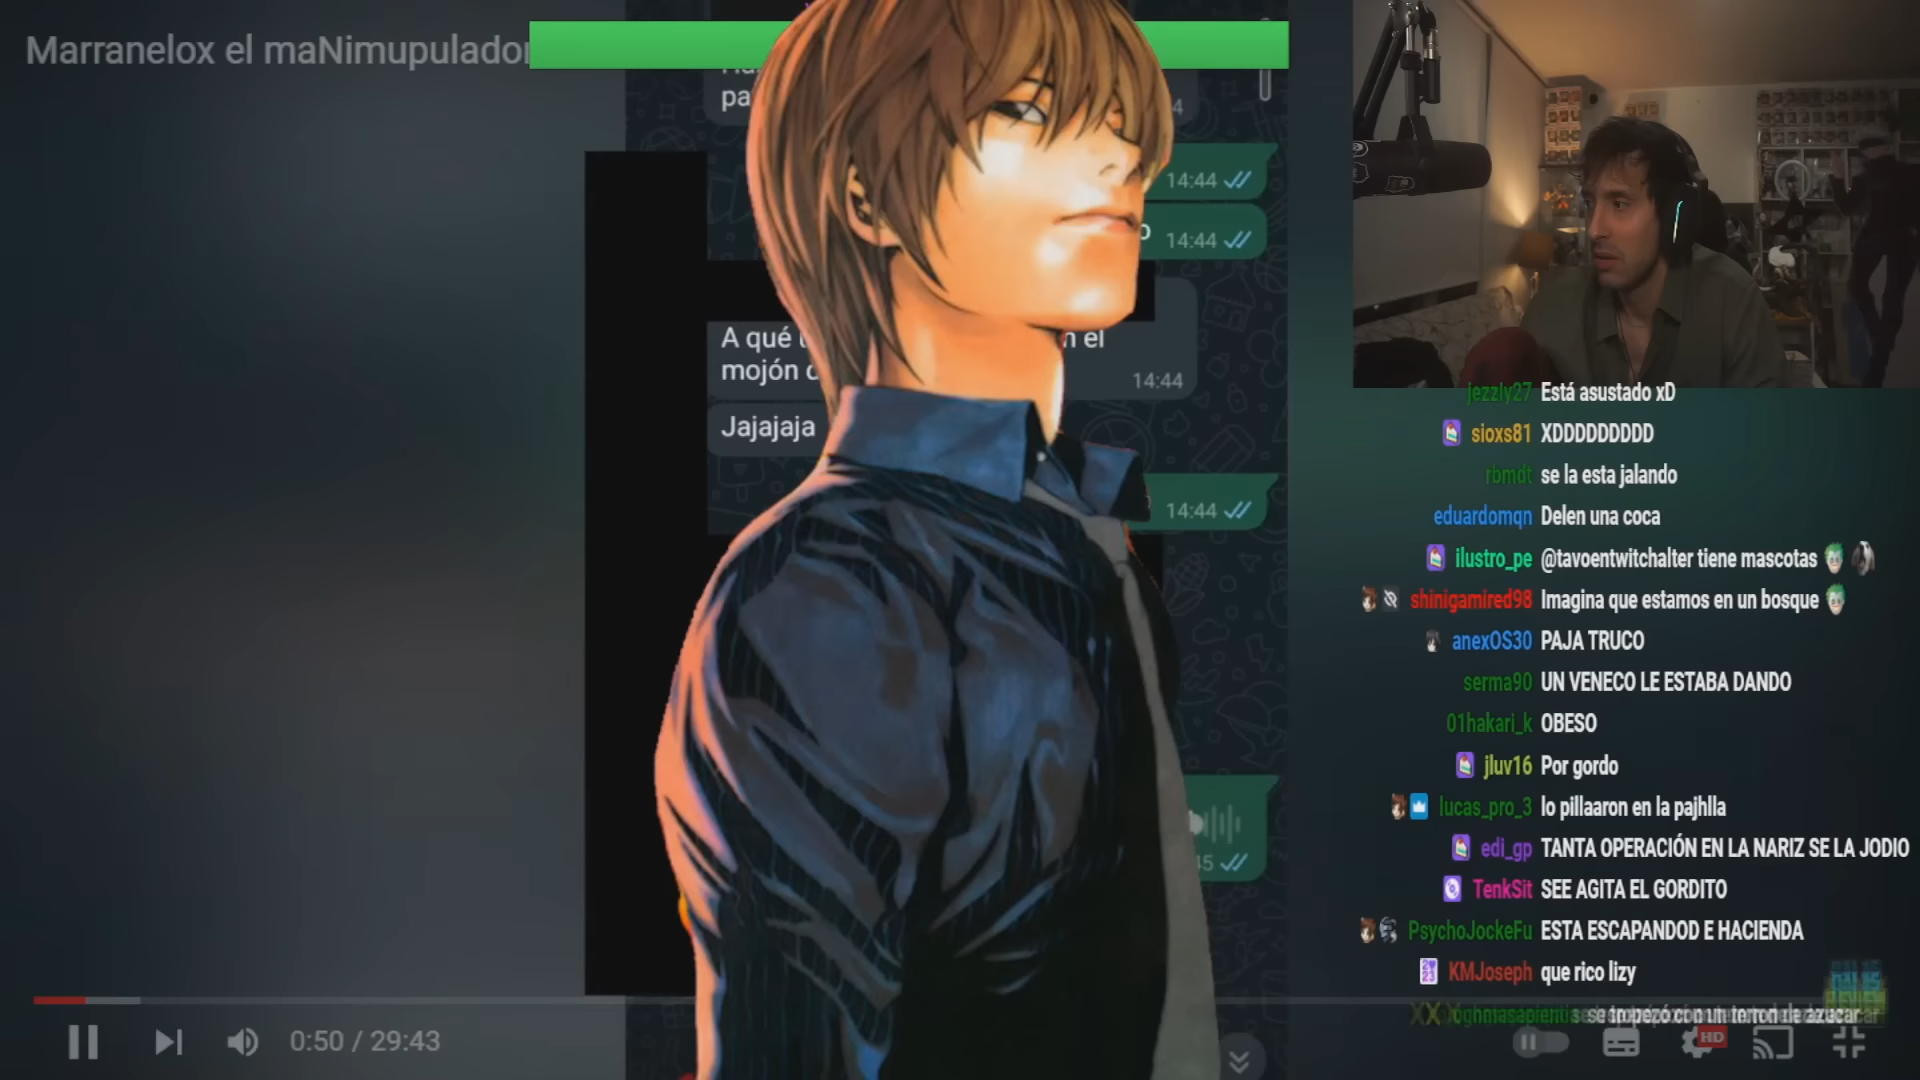 Marranelox el maNimupulador
pa
14:44
14:44
A qué
n el
mojón
14:44
Jajajaja
14:44
jezzly27 Está asustado xD
sioxs81 XDDDDDDDDD
rbmdt se la esta jalando
eduardomqn Delen una coca
ilustro_pe @tavoentwitchalter tiene mascotas
shinigamired98 Imagina que estamos en un bosque
anexOS30 PAJA TRUCO
serma90 UN VENECO LE ESTABA DANDO
01hakari_k OBESO
jluv16 Por gordo
lucas_pro_3 lo pillaaron en la pajhlla
edi_gp TANTA OPERACIÓN EN LA NARIZ SE LA JODIO
TenkSit SEE AGITA EL GORDITO
PsychoJockeFu ESTA ESCAPANDOD E HACIENDA
KMJoseph que rico lizy
0:50 / 29:43
HD